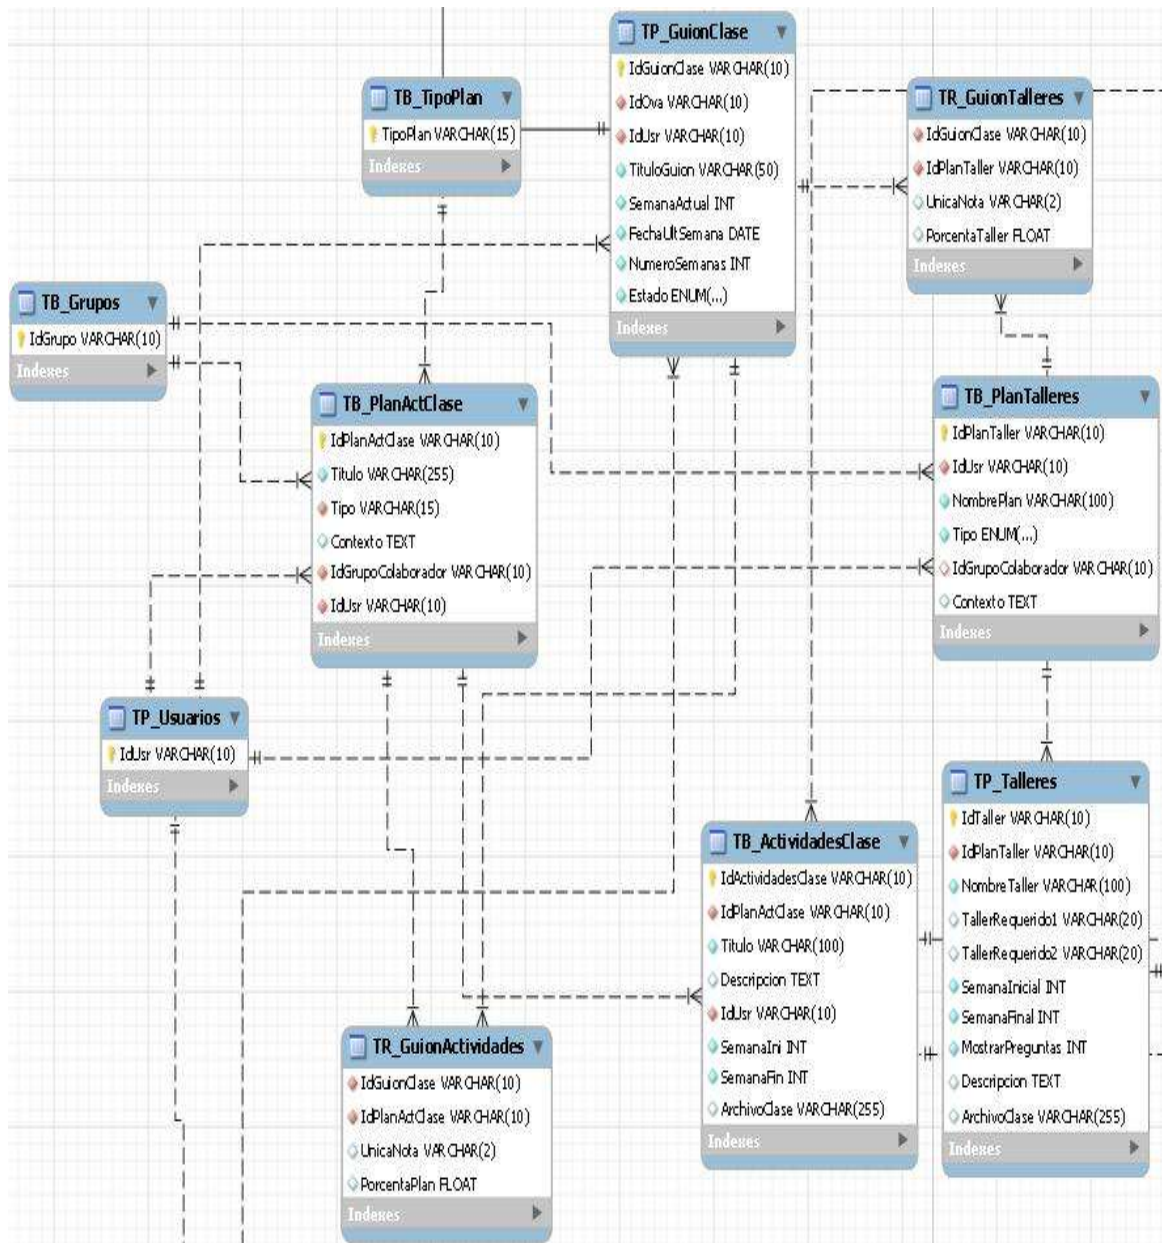 TP_GuionClase
IdGuionClase VARCHAR(10)
IdOva VARCHAR(10)
IdUsr VARCHAR(10)
TituloGuion VARCHAR(50)
SemanaActual INT
FechaUltSemana DATE
NumeroSemanas INT
Estado ENUM(...)
Indexes
TB_TipoPlan
TipoPlan VARCHAR(15)
Indexes
TR_GuionTalleres
IdGuionClase VARCHAR(10)
IdPlanTaller VARCHAR(10)
UnicaNota VARCHAR(2)
PorcentaTaller FLOAT
Indexes
TB_Grupos
IdGrupo VARCHAR(10)
Indexes
TB_PlanActClase
IdPlanActClase VARCHAR(10)
Titulo VARCHAR(255)
Tipo VARCHAR(15)
Contexto TEXT
IdGrupoColaborador VARCHAR(10)
IdUsr VARCHAR(10)
Indexes
TB_PlanTalleres
IdPlanTaller VARCHAR(10)
IdUsr VARCHAR(10)
NombrePlan VARCHAR(100)
Tipo ENUM(...)
IdGrupoColaborador VARCHAR(10)
Contexto TEXT
Indexes
TP_Usuarios
IdUsr VARCHAR(10)
Indexes
TB_ActividadesClase
IdActividadesClase VARCHAR(10)
IdPlanActClase VARCHAR(10)
Titulo VARCHAR(100)
Descripcion TEXT
IdUsr VARCHAR(10)
SemanaIni INT
SemanaFin INT
ArchivoClase VARCHAR(255)
Indexes
TP_Talleres
IdTaller VARCHAR(10)
IdPlanTaller VARCHAR(10)
NombreTaller VARCHAR(100)
TallerRequerido1 VARCHAR(20)
TallerRequerido2 VARCHAR(20)
SemanaInicial INT
SemanaFinal INT
MostrarPreguntas INT
Descripcion TEXT
ArchivoClase VARCHAR(255)
Indexes
TR_GuionActividades
IdGuionClase VARCHAR(10)
IdPlanActClase VARCHAR(10)
UnicaNota VARCHAR(2)
PorcentaPlan FLOAT
Indexes